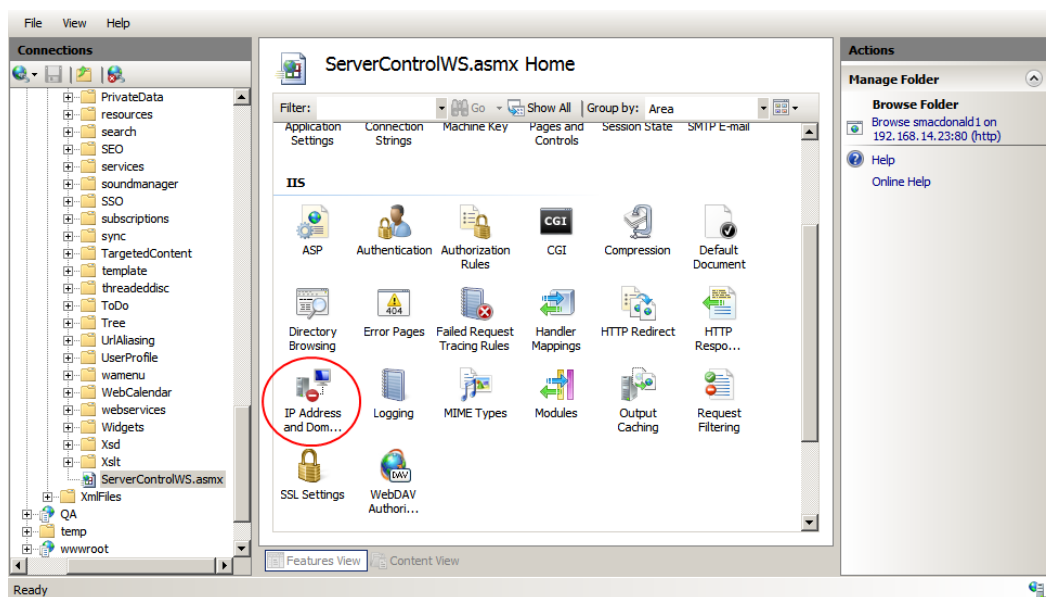 File View Help
Connections
PrivateData
resources
search
SEO
services
soundmanager
SSO
subscriptions
sync
TargetedContent
template
threadeddisc
ToDo
Tree
UrlAliasing
UserProfile
wamenu
WebCalendar
webservices
Widgets
Xsd
Xslt
ServerControlWS.asmx
XmlFiles
QA
temp
wwwroot
ServerControlWS.asmx Home
Filter: Go Show All Group by: Area
Application Connection Machine Key Pages and Session State SMTP E-mail
Settings Strings Controls
IIS
CGI
ASP Authentication Authorization CGI Compression Default
Rules Document
404
Directory Error Pages Failed Request Handler HTTP Redirect HTTP
Browsing Tracing Rules Mappings Respo...
IP Address Logging MIME Types Modules Output Request
and Dom... Caching Filtering
DAV
SSL Settings WebDAV
Authori...
Features View Content View
Actions
Manage Folder
Browse Folder
Browse smacdonald1 on
192.168.14.23:80 (http)
Help
Online Help
Ready